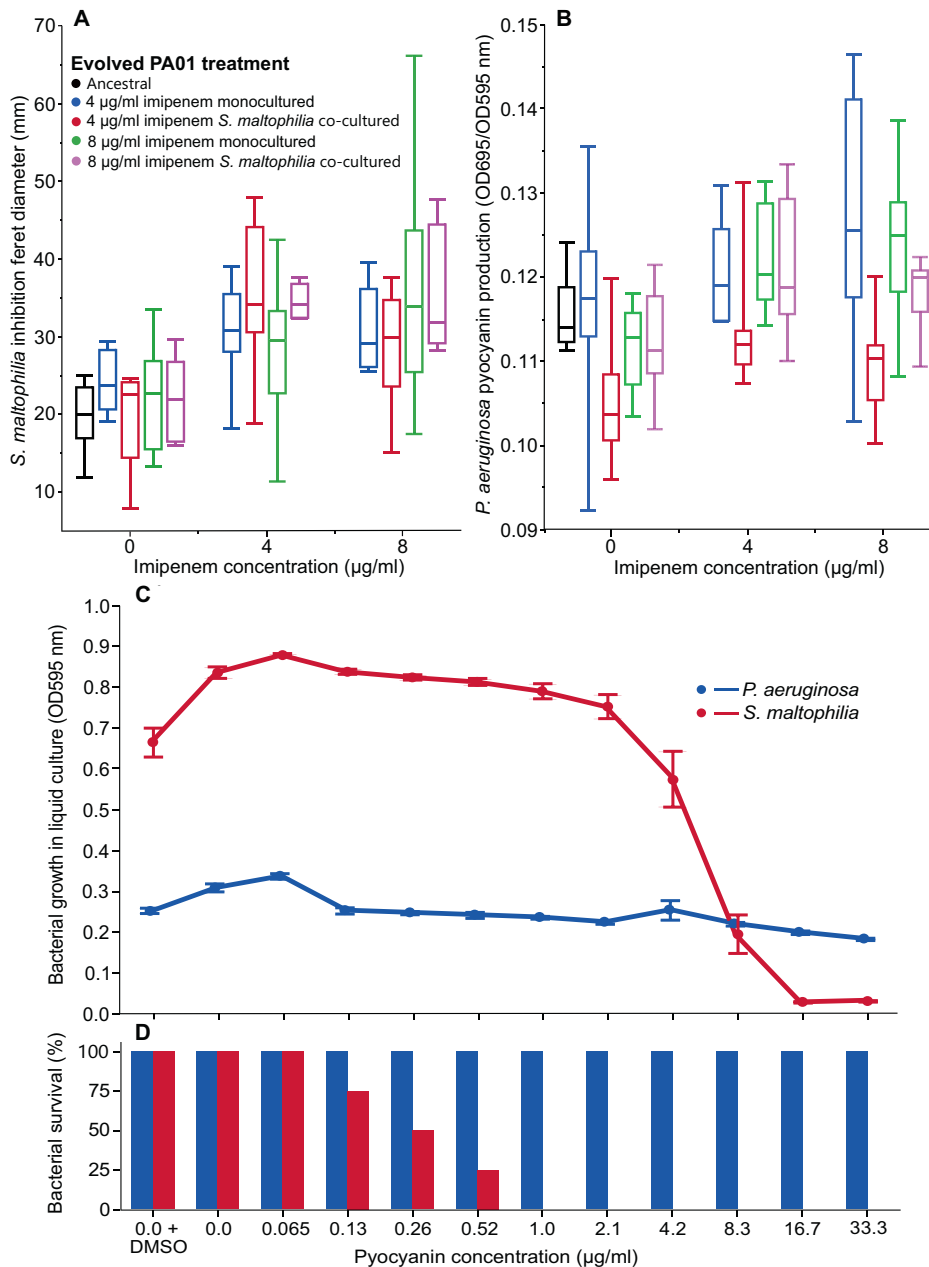 A
S. maltophilia inhibition feret diameter (mm)
70
60
50
40
30
20
10
Evolved PA01 treatment
Ancestral
4 µg/ml imipenem monocultured
4 µg/ml imipenem S. maltophilia co-cultured
8 µg/ml imipenem monocultured
8 µg/ml imipenem S. maltophilia co-cultured
0 4 8
Imipenem concentration (µg/ml)
B
P. aeruginosa pyocyanin production (OD695/OD595 nm)
0.15
0.14
0.13
0.12
0.11
0.10
0.09
0 4 8
Imipenem concentration (µg/ml)
C
Bacterial growth in liquid culture (OD595 nm)
1.0
0.9
0.8
0.7
0.6
0.5
0.4
0.3
0.2
0.1
0.0
P. aeruginosa
S. maltophilia
D
Bacterial survival (%)
100
75
50
25
0
0.0 + 0.0 0.065 0.13 0.26 0.52 1.0 2.1 4.2 8.3 16.7 33.3
DMSO
Pyocyanin concentration (µg/ml)